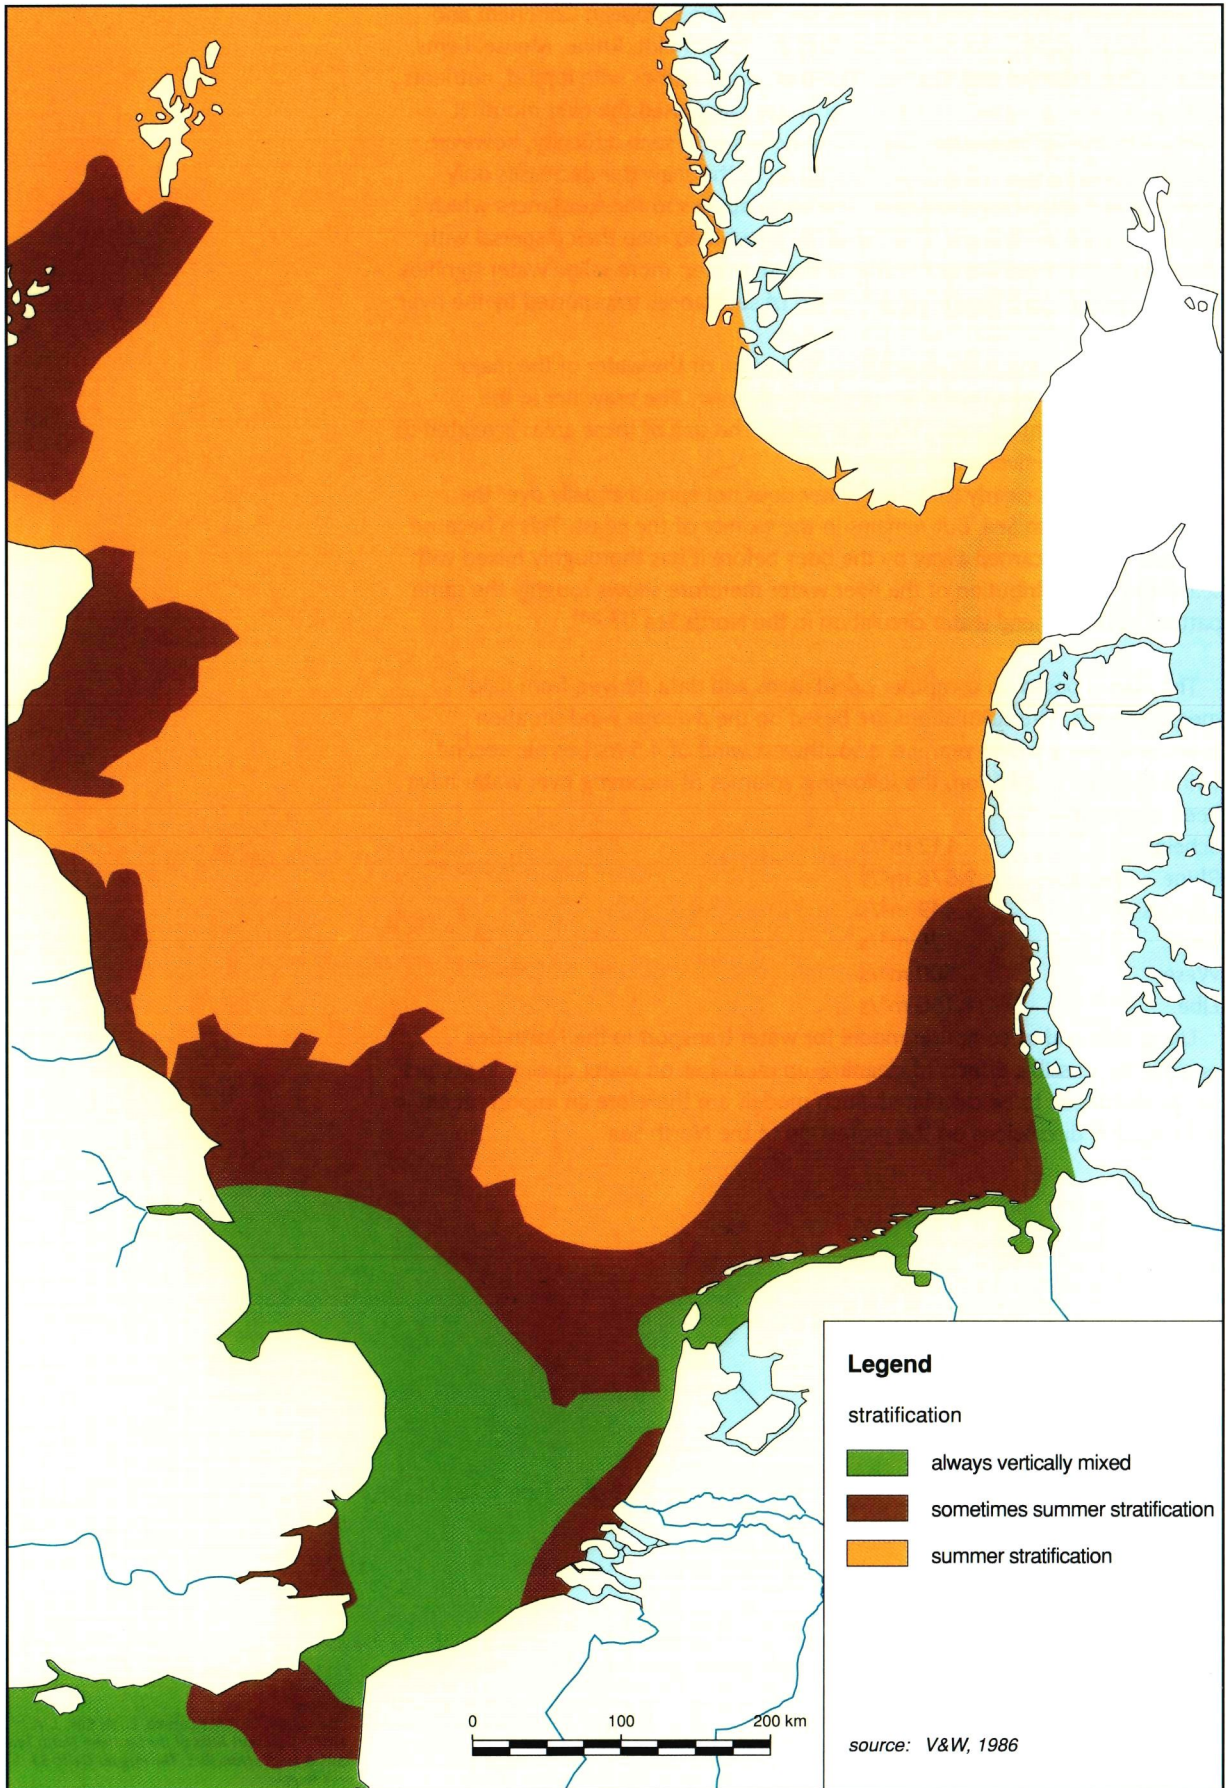 Legend
stratification
always vertically mixed
sometimes summer stratification
summer stratification
0 100 200 km
source: V&W, 1986